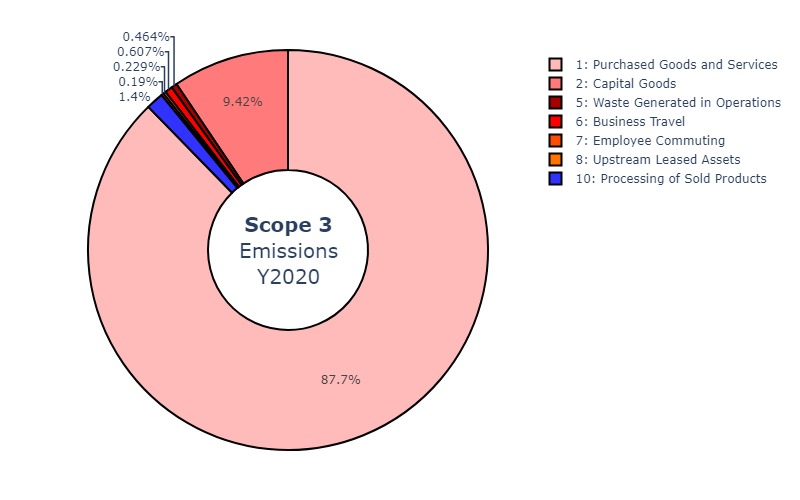 0.464%
0.607%
0.229%
0.19%
1.4%
9.42%
87.7%
Scope 3
Emissions
Y2020
1: Purchased Goods and Services
2: Capital Goods
5: Waste Generated in Operations
6: Business Travel
7: Employee Commuting
8: Upstream Leased Assets
10: Processing of Sold Products